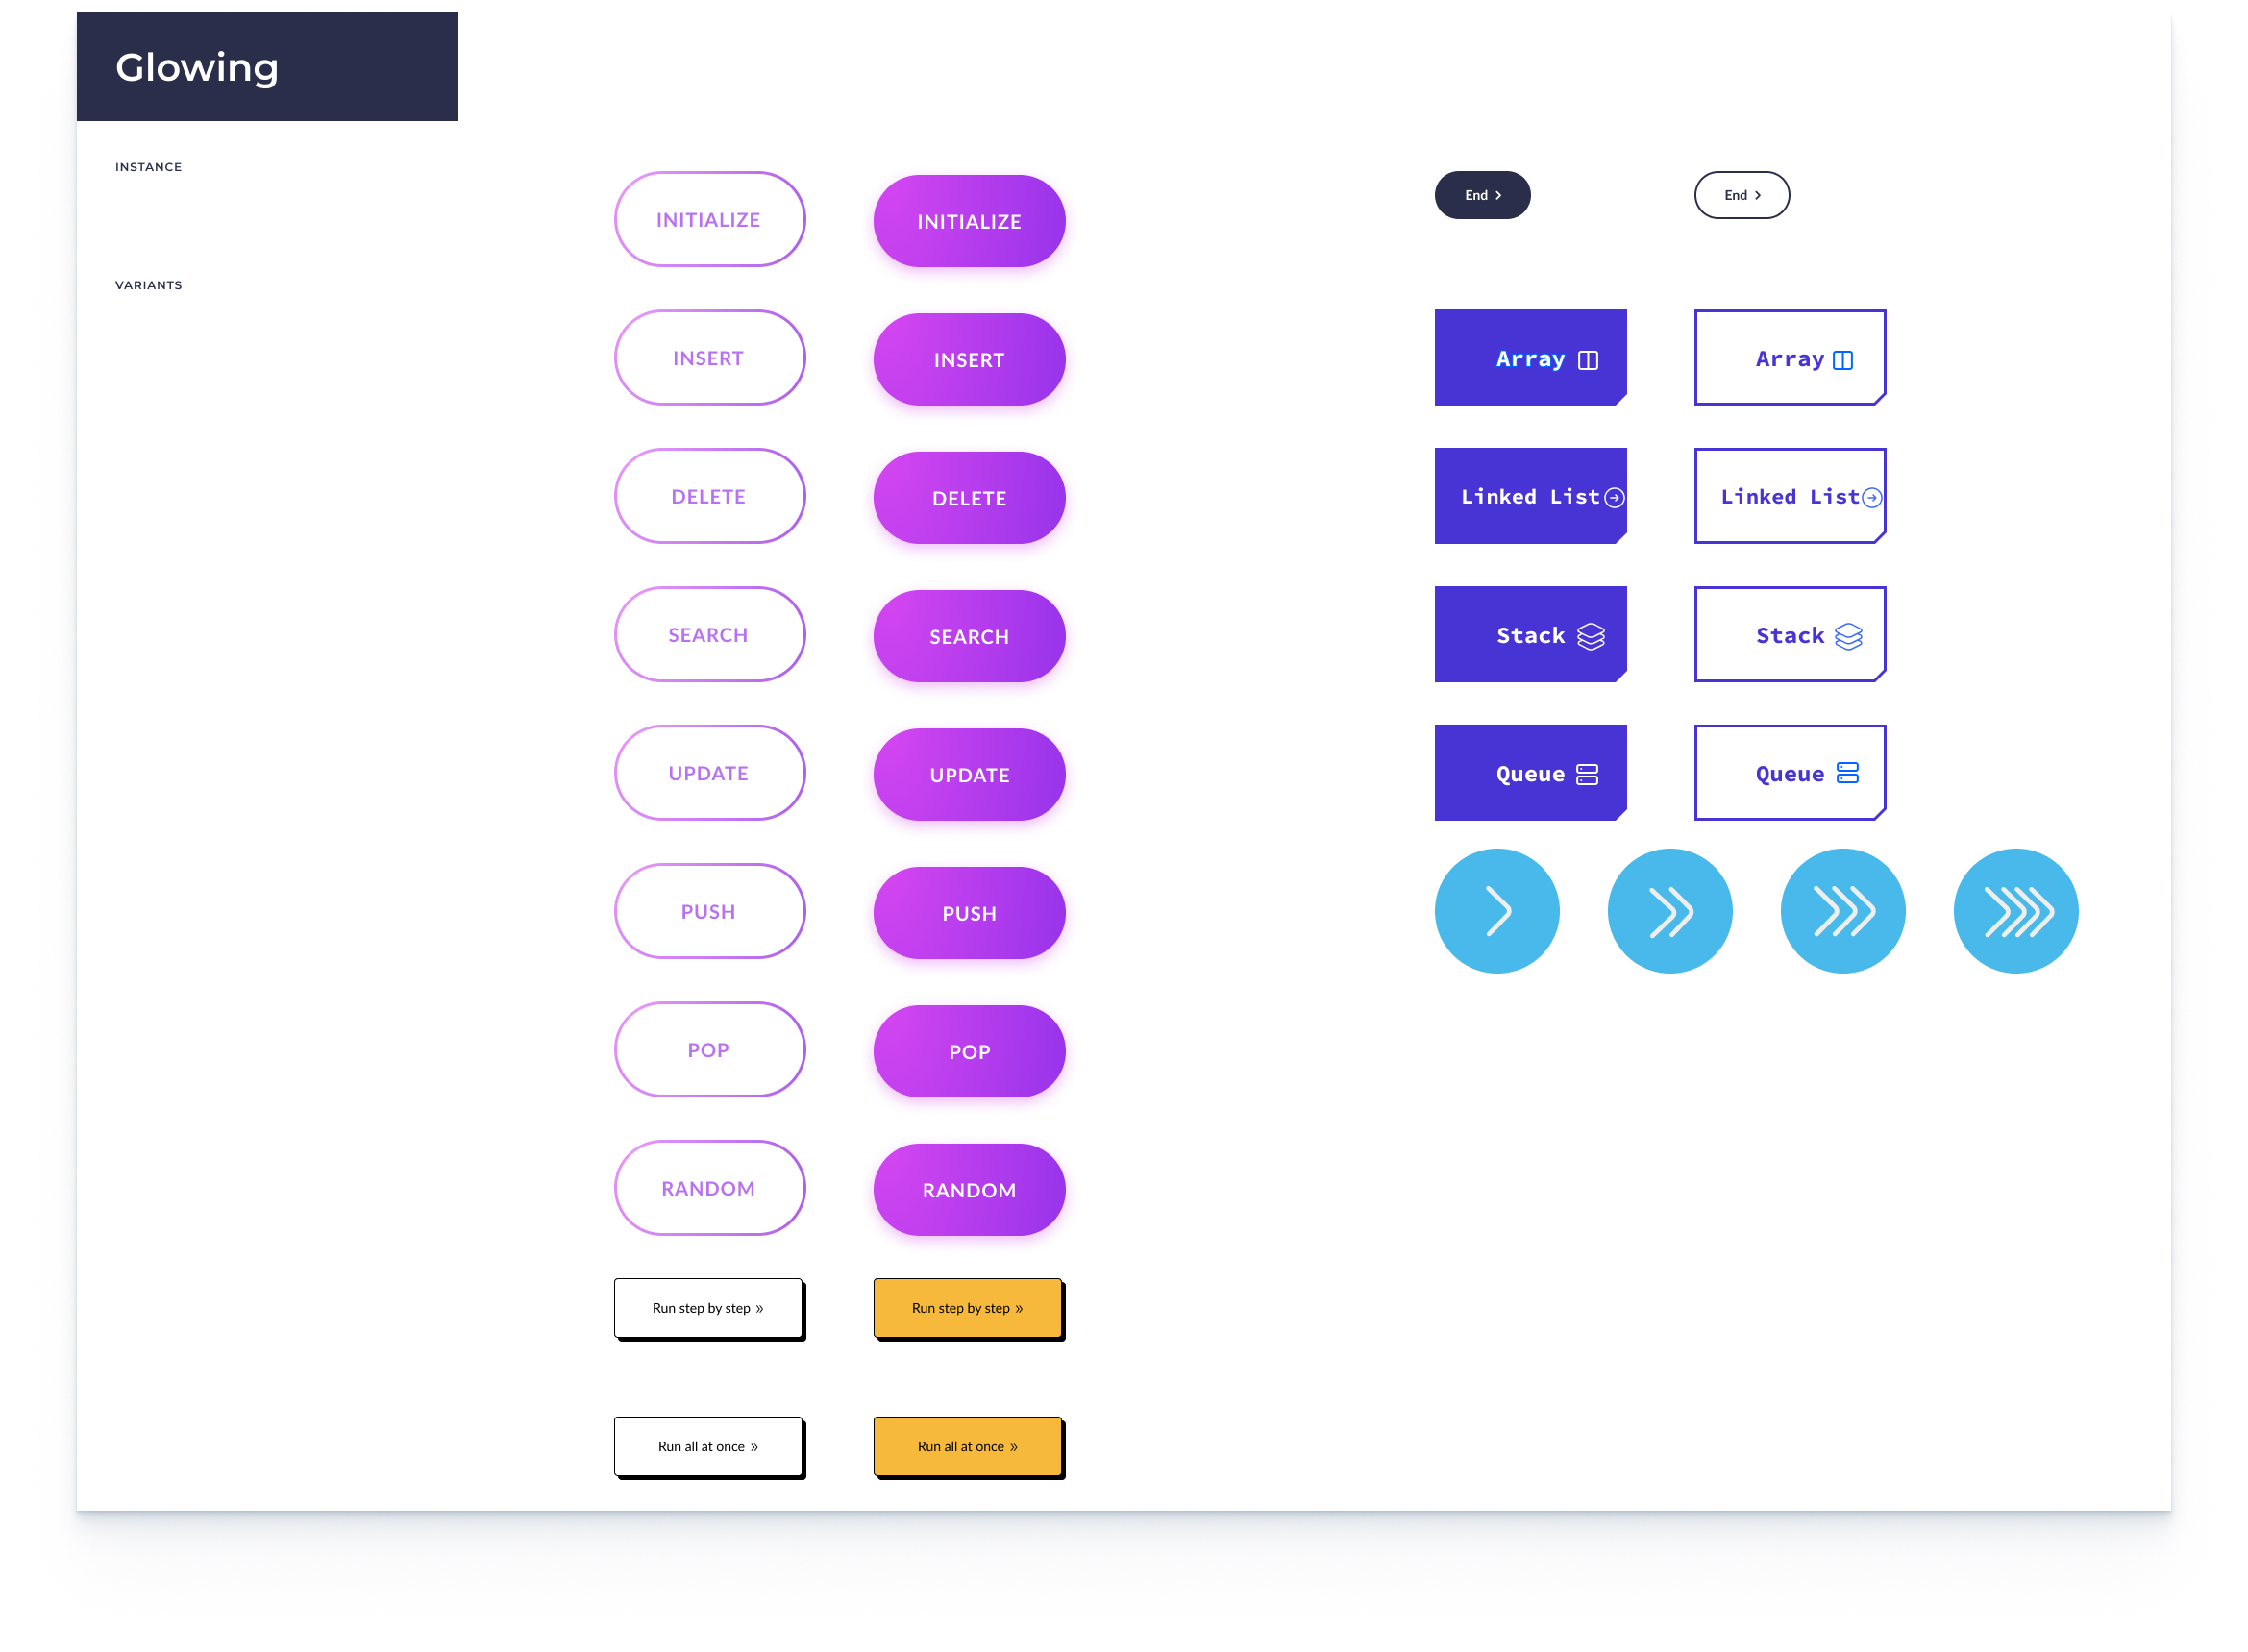 Glowing
INSTANCE
VARIANTS
INITIALIZE INITIALIZE
INSERT INSERT
DELETE DELETE
SEARCH SEARCH
UPDATE UPDATE
PUSH PUSH
POP POP
RANDOM RANDOM
Run step by step » Run step by step »
Run all at once » Run all at once »
End › End ›
Array Array
Linked List Linked List
Stack Stack
Queue Queue